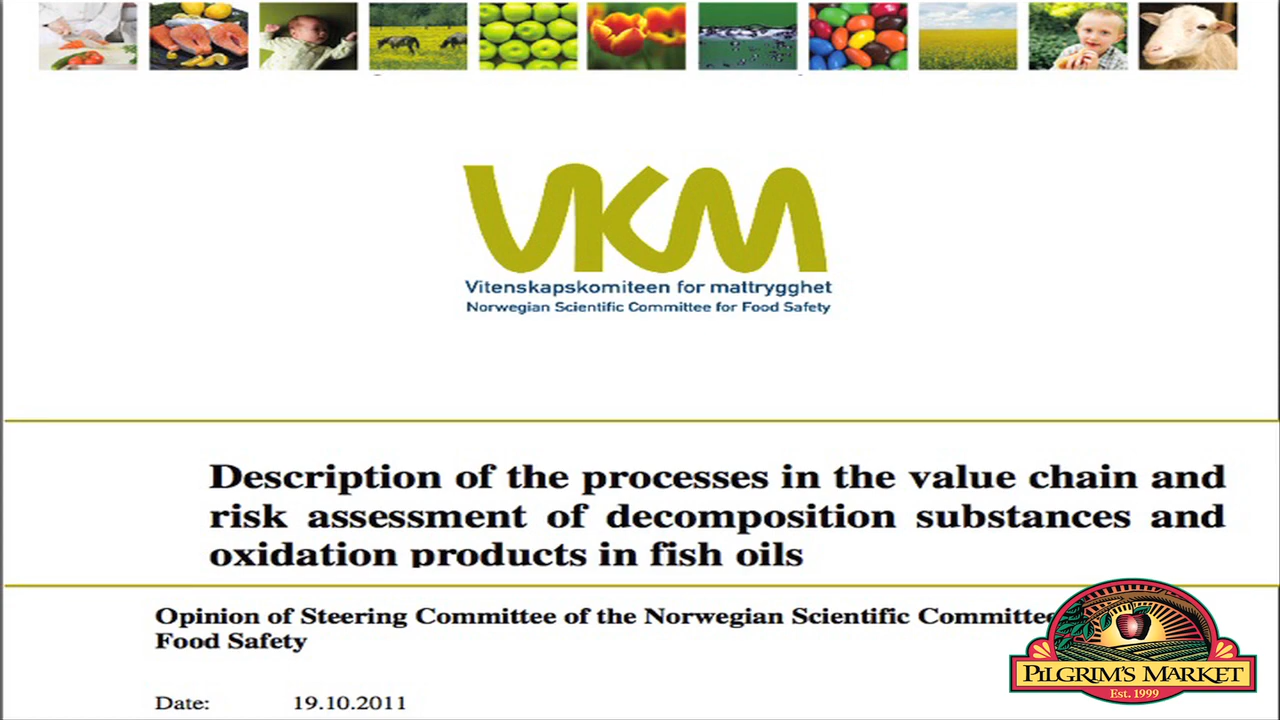 VKM
Vitenskapskomiteen for mattrygghet
Norwegian Scientific Committee for Food Safety
Description of the processes in the value chain and
risk assessment of decomposition substances and
oxidation products in fish oils
Opinion of Steering Committee of the Norwegian Scientific Committee
Food Safety
Date: 19.10.2011
PILGRIM'S MARKET
Est. 1999